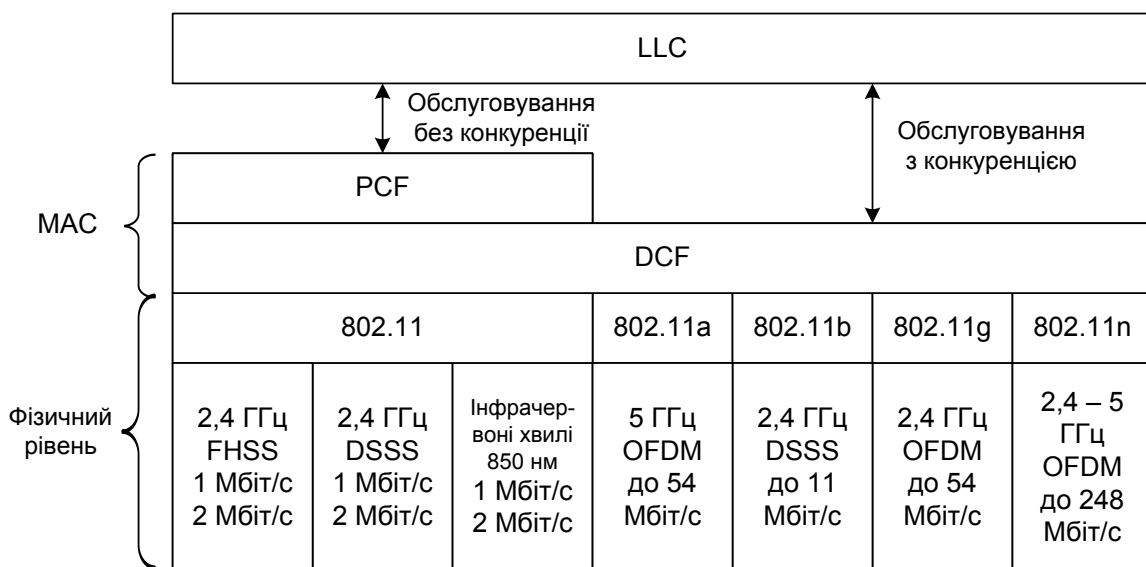 LLC
Обслуговування
без конкуренції
Обслуговування
з конкуренцією
PCF
MAC
DCF
802.11
802.11a
802.11b
802.11g
802.11n
Фізичний
рівень
2,4 ГГц
FHSS
1 Мбіт/с
2 Мбіт/с
2,4 ГГц
DSSS
1 Мбіт/с
2 Мбіт/с
Інфрачер-
воні хвилі
850 нм
1 Мбіт/с
2 Мбіт/с
5 ГГц
OFDM
до 54
Мбіт/с
2,4 ГГц
DSSS
до 11
Мбіт/с
2,4 ГГц
OFDM
до 54
Мбіт/с
2,4 – 5
ГГц
OFDM
до 248
Мбіт/с